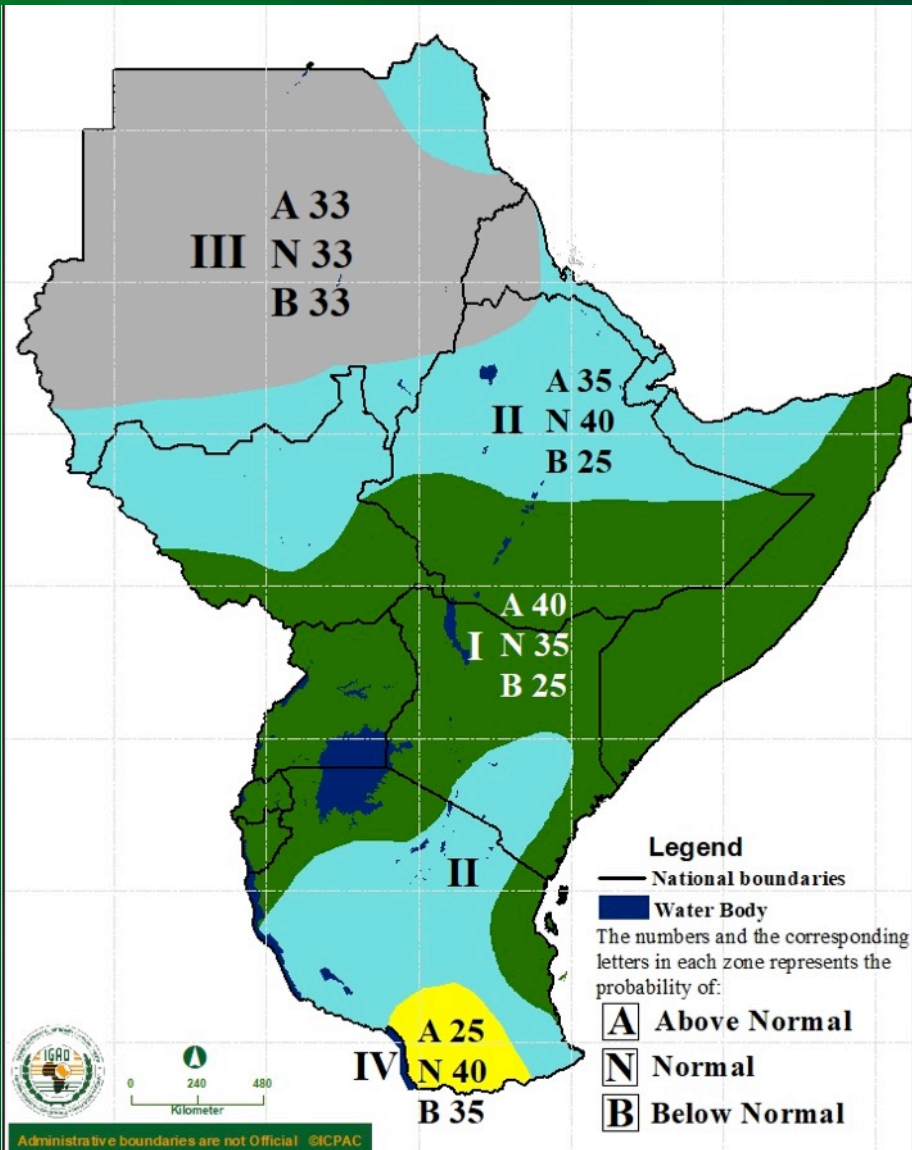 A 33
III N 33
B 33
A 35
II N 40
B 25
A 40
I N 35
B 25
II
A 25
IV N 40
B 35
Legend
National boundaries
Water Body
The numbers and the corresponding
letters in each zone represents the
probability of:
A Above Normal
N Normal
B Below Normal
IGAD
0 240 480
Kilometer
Administrative boundaries are not Official ©ICPAC